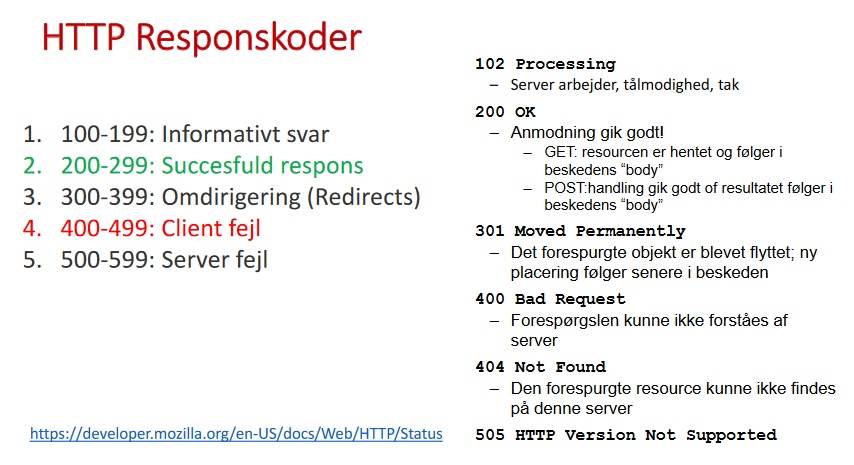 HTTP Responskoder
1. 100-199: Informativt svar
2. 200-299: Succesfuld respons
3. 300-399: Omdirigering (Redirects)
4. 400-499: Client fejl
5. 500-599: Server fejl
https://developer.mozilla.org/en-US/docs/Web/HTTP/Status
102 Processing
– Server arbejder, tålmodighed, tak
200 OK
– Anmodning gik godt!
– GET: resourcen er hentet og følger i
beskedens “body”
– POST:handling gik godt of resultatet følger i
beskedens “body”
301 Moved Permanently
– Det forespurgte objekt er blevet flyttet; ny
placering følger senere i beskeden
400 Bad Request
– Forespørgslen kunne ikke forståes af
server
404 Not Found
– Den forespurgte resource kunne ikke findes
på denne server
505 HTTP Version Not Supported